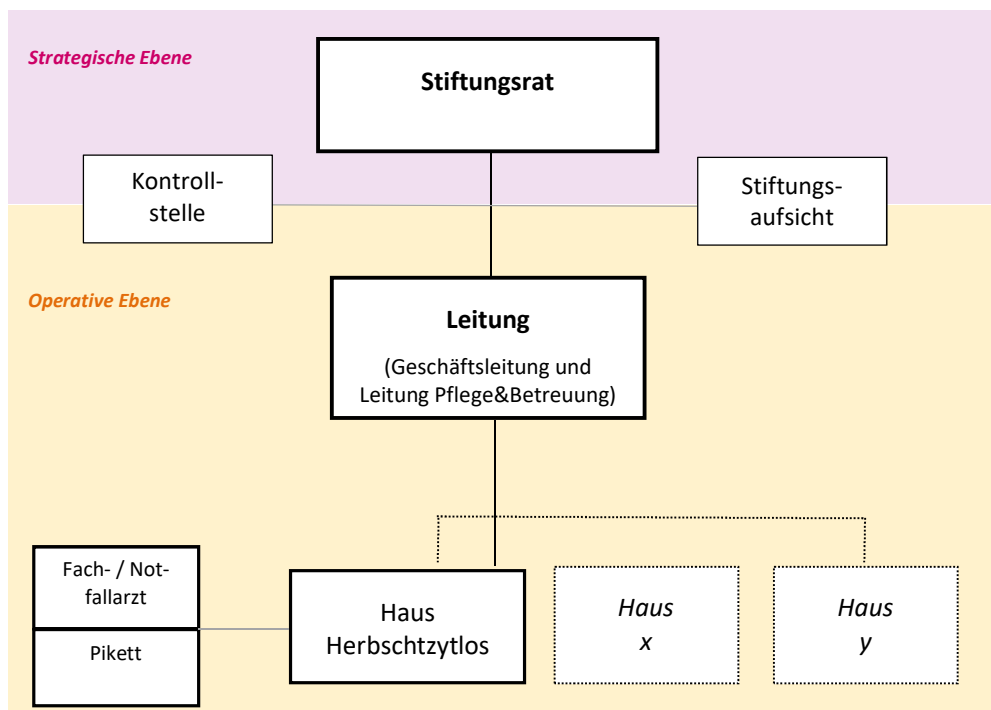 Strategische Ebene
Stiftungsrat
Kontroll-
stelle
Stiftungs-
aufsicht
Operative Ebene
Leitung
(Geschäftsleitung und
Leitung Pflege&Betreuung)
Fach- / Not-
fallarzt
Pikett
Haus
Herbschtzytlos
Haus
x
Haus
y